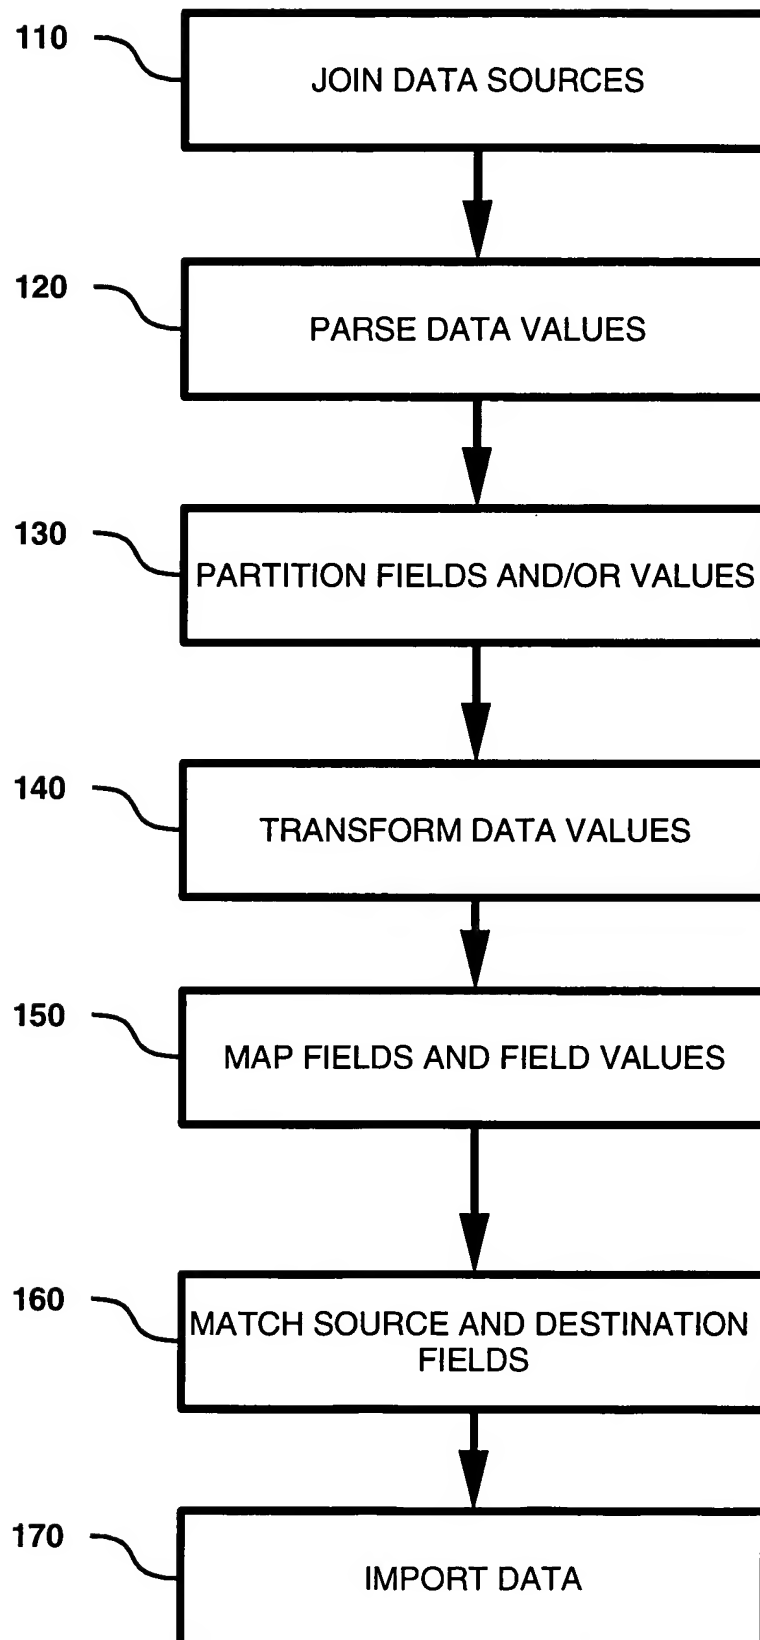 110
JOIN DATA SOURCES
120
PARSE DATA VALUES
130
PARTITION FIELDS AND/OR VALUES
140
TRANSFORM DATA VALUES
150
MAP FIELDS AND FIELD VALUES
160
MATCH SOURCE AND DESTINATION
FIELDS
170
IMPORT DATA